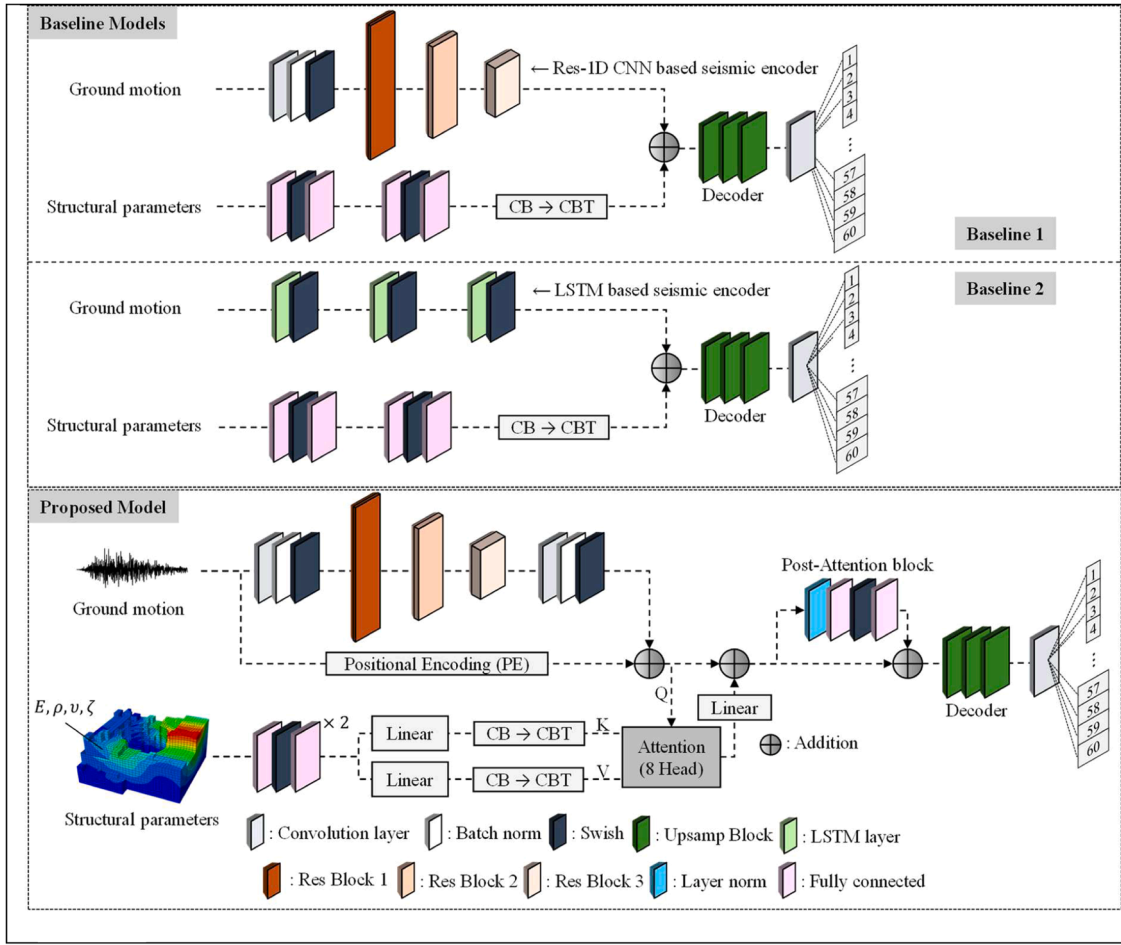 Baseline Models
Ground motion
← Res-1D CNN based seismic encoder
Structural parameters
CB → CBT
Decoder
1
2
3
4
...
57
58
59
60
Baseline 1
Baseline 2
Ground motion
← LSTM based seismic encoder
Structural parameters
CB → CBT
Decoder
1
2
3
4
...
57
58
59
60
Proposed Model
Ground motion
Positional Encoding (PE)
Post-Attention block
E, ρ, υ, ζ
Structural parameters
× 2
Linear
CB → CBT
K
Linear
CB → CBT
V
Q
Attention
(8 Head)
Linear
: Addition
Decoder
1
2
3
4
...
57
58
59
60
: Convolution layer
: Batch norm
: Swish
: Upsamp Block
: LSTM layer
: Res Block 1
: Res Block 2
: Res Block 3
: Layer norm
: Fully connected